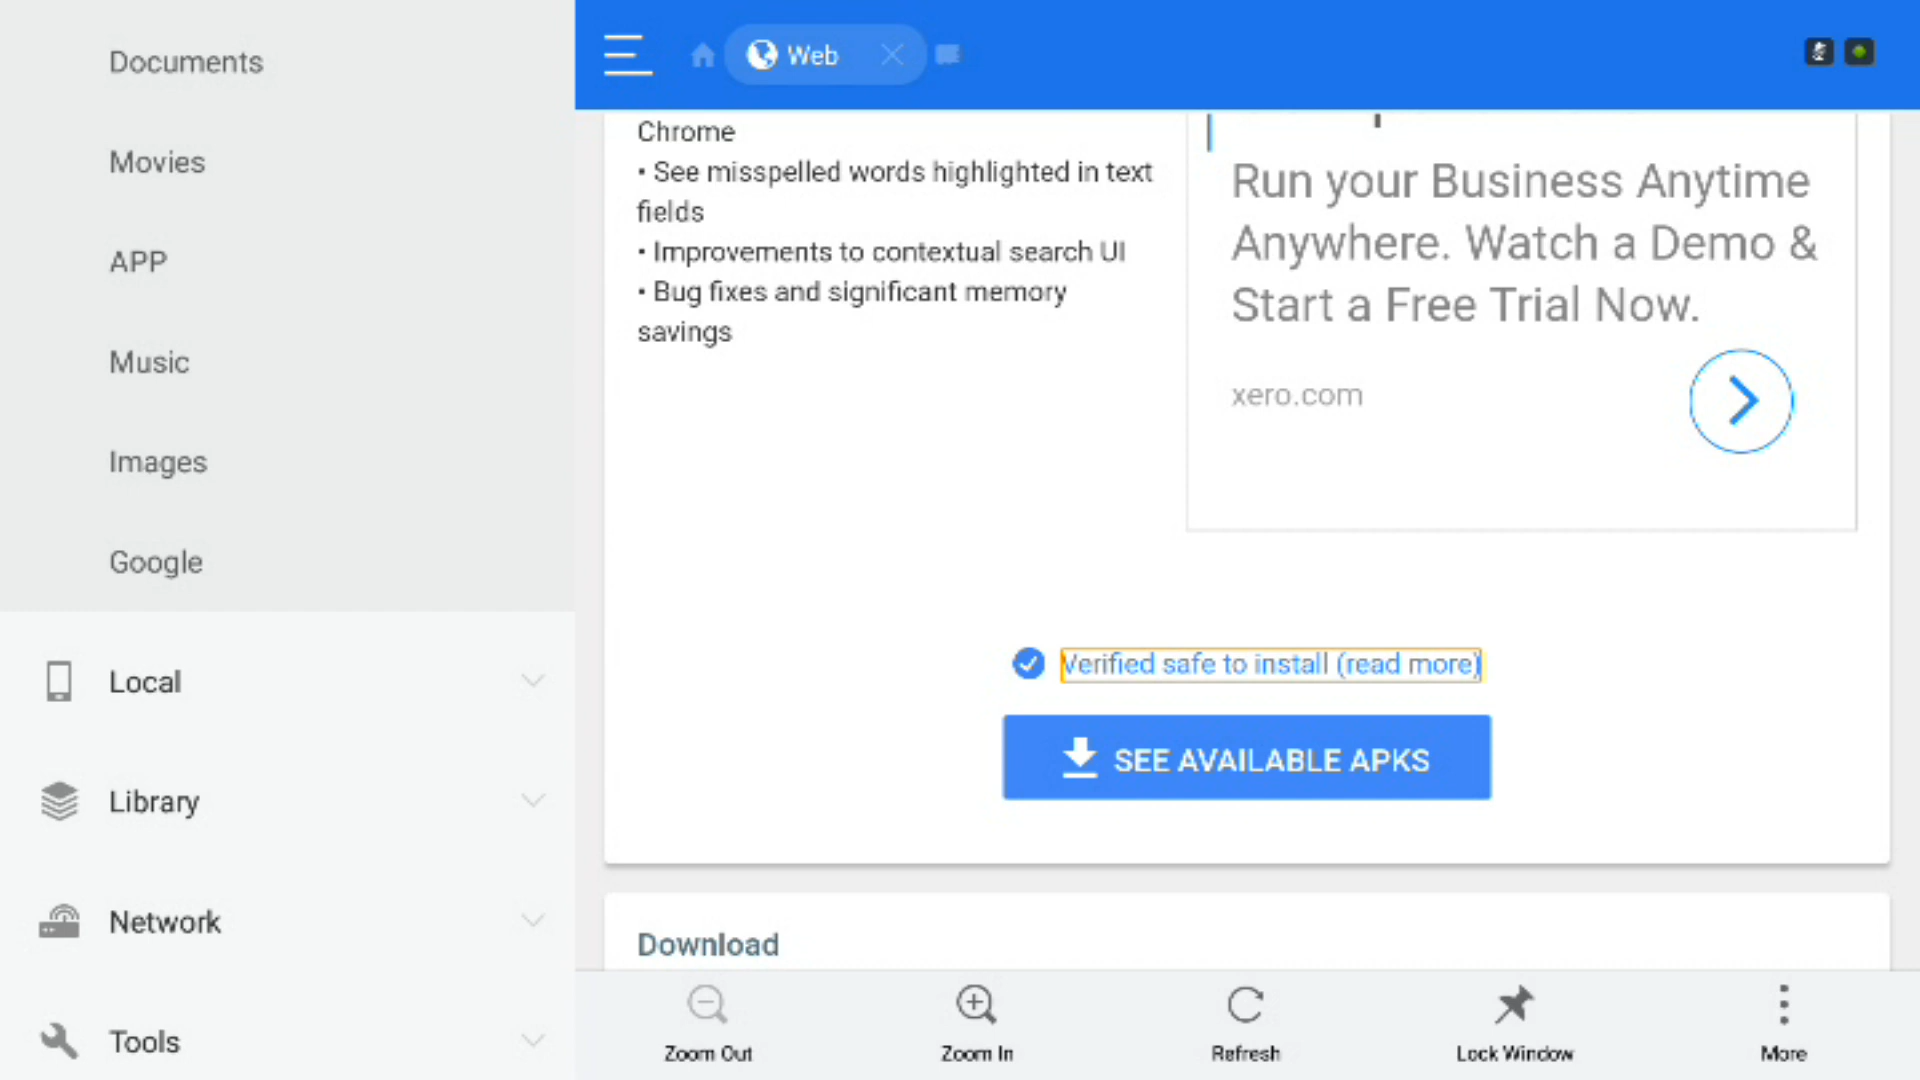 Documents
Movies
APP
Music
Images
Google
Local
Library
Network
Tools
Web
Chrome
• See misspelled words highlighted in text
fields
• Improvements to contextual search UI
• Bug fixes and significant memory
savings
Run your Business Anytime
Anywhere. Watch a Demo &
Start a Free Trial Now.
xero.com
Verified safe to install (read more)
SEE AVAILABLE APKS
Download
Zoom Out
Zoom In
Refresh
Lock Window
More